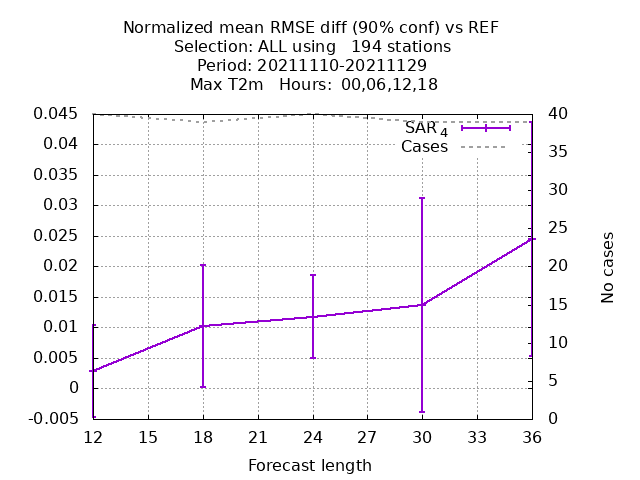 Normalized mean RMSE diff (90% conf) vs REF
Selection: ALL using   194 stations
Period: 20211110-20211129
Max T2m   Hours:  00,06,12,18
0.045
0.04
0.035
0.03
0.025
0.02
0.015
0.01
0.005
0
-0.005
40
35
30
25
20
15
10
5
0
SAR 4
Cases
No cases
12 15 18 21 24 27 30 33 36
Forecast length